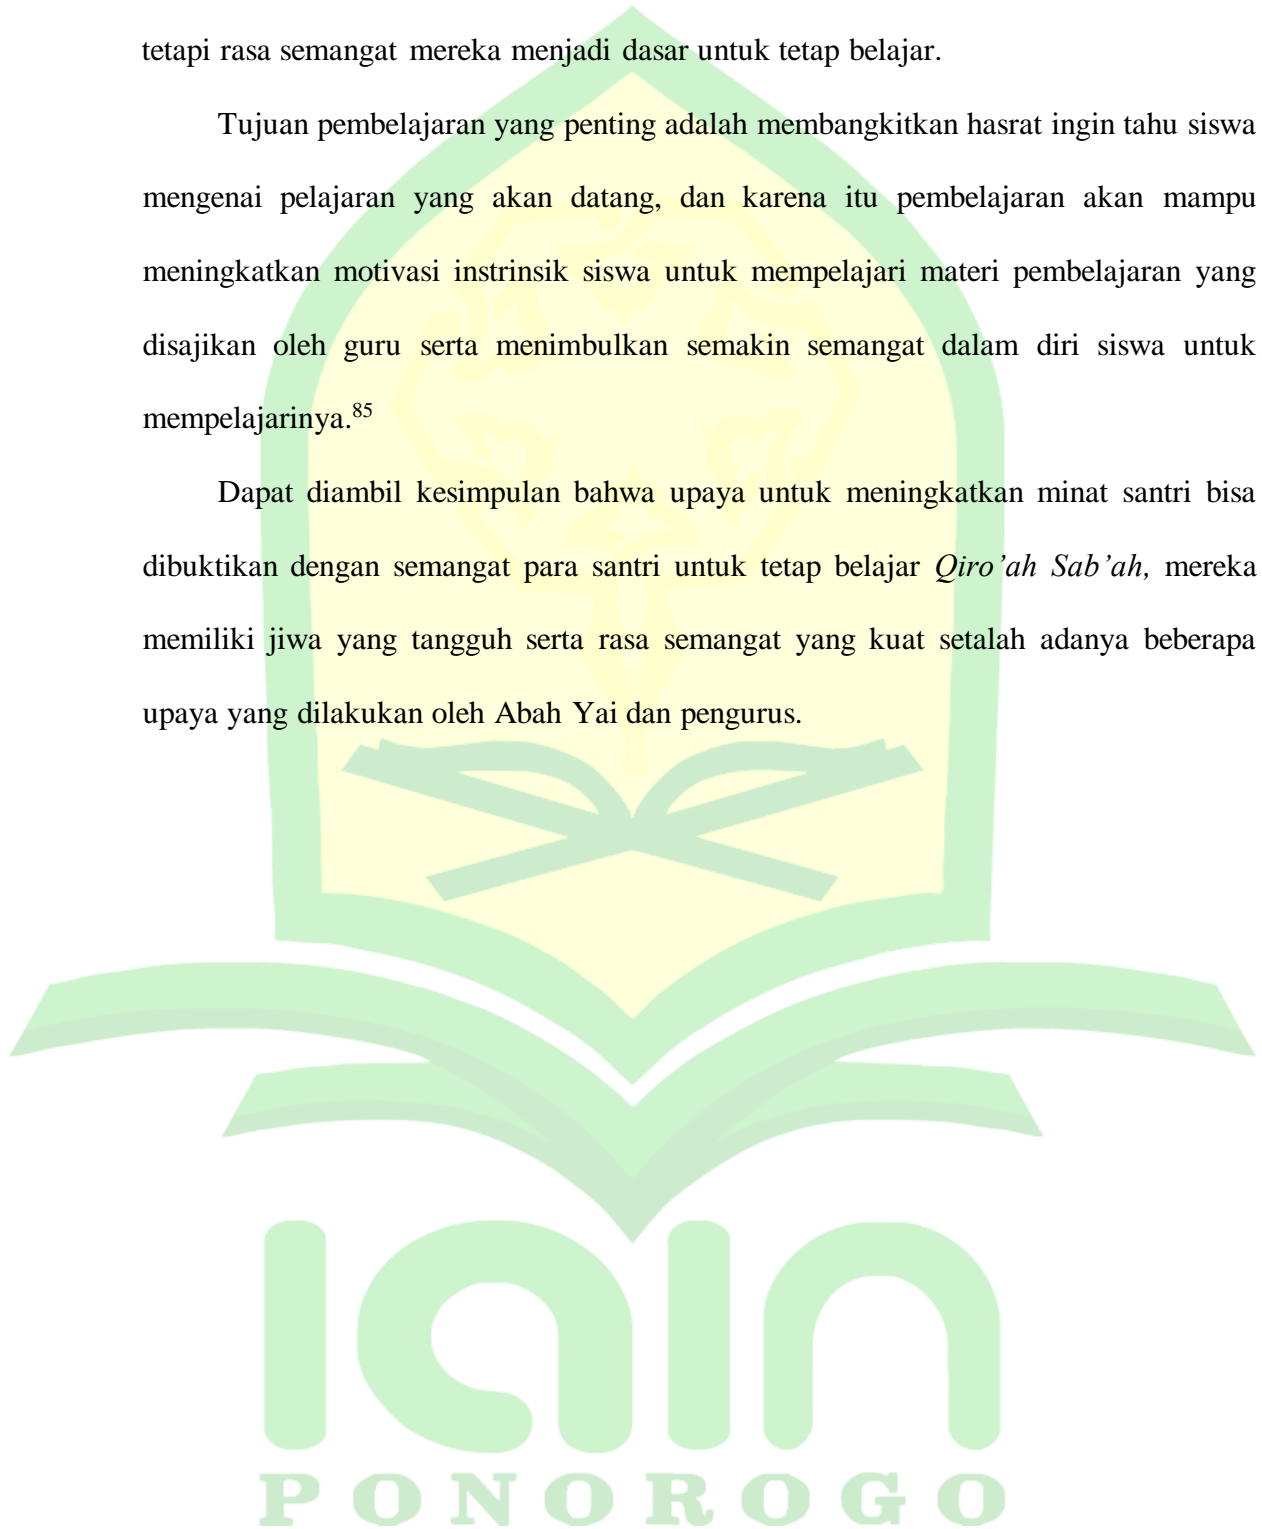 tetapi rasa semangat mereka menjadi dasar untuk tetap belajar.
Tujuan pembelajaran yang penting adalah membangkitkan hasrat ingin tahu siswa
mengenai pelajaran yang akan datang, dan karena itu pembelajaran akan mampu
meningkatkan motivasi instrinsik siswa untuk mempelajari materi pembelajaran yang
disajikan oleh guru serta menimbulkan semakin semangat dalam diri siswa untuk
mempelajarinya.85
Dapat diambil kesimpulan bahwa upaya untuk meningkatkan minat santri bisa
dibuktikan dengan semangat para santri untuk tetap belajar Qiro’ah Sab’ah, mereka
memiliki jiwa yang tangguh serta rasa semangat yang kuat setalah adanya beberapa
upaya yang dilakukan oleh Abah Yai dan pengurus.
iain
PONOROGO